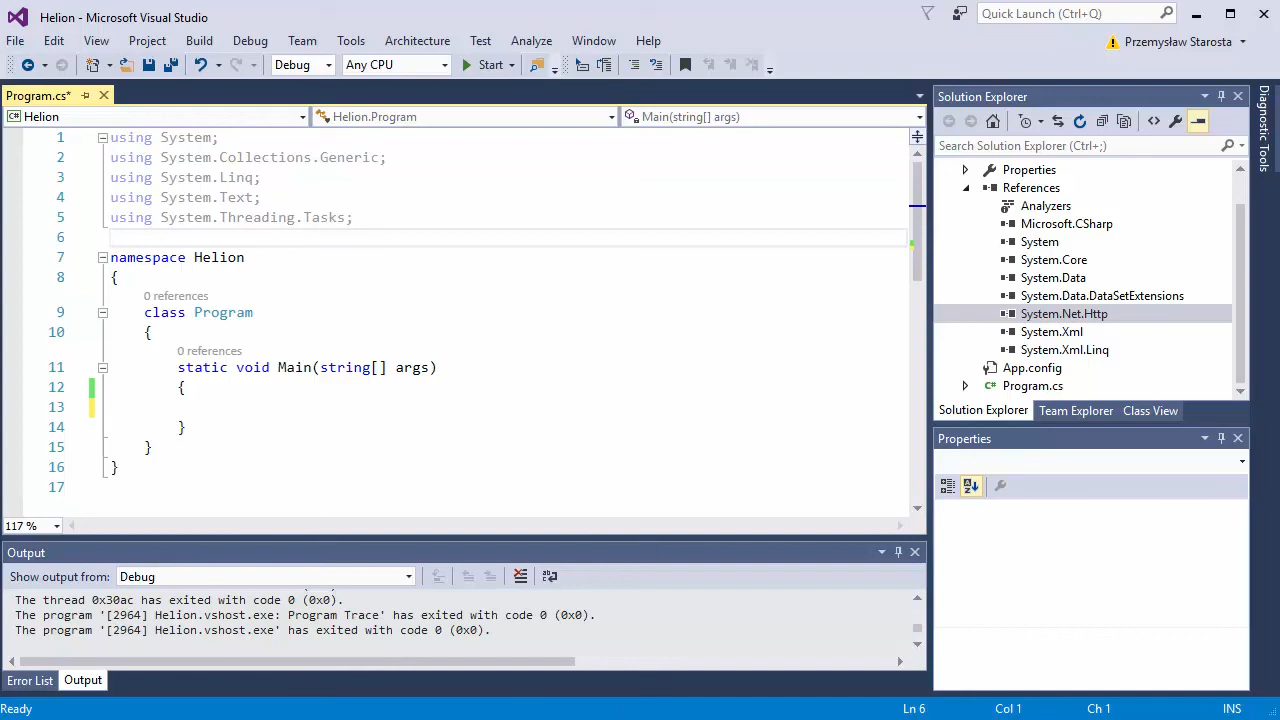 Helion - Microsoft Visual Studio
Quick Launch (Ctrl+Q)
File Edit View Project Build Debug Team Tools Architecture Test Analyze Window Help
Przemysław Starosta
Debug Any CPU Start
Program.cs*
Helion Helion.Program Main(string[] args)
1 using System;
2 using System.Collections.Generic;
3 using System.Linq;
4 using System.Text;
5 using System.Threading.Tasks;
6
7 namespace Helion
8 {
0 references
9 class Program
10 {
0 references
11 static void Main(string[] args)
12 {
13
14 }
15 }
16 }
17
117 %
Output
Show output from: Debug
The thread 0x30ac has exited with code 0 (0x0).
The program '[2964] Helion.vshost.exe: Program Trace' has exited with code 0 (0x0).
The program '[2964] Helion.vshost.exe' has exited with code 0 (0x0).
Error List Output
Solution Explorer
Search Solution Explorer (Ctrl+;)
Properties
References
Analyzers
Microsoft.CSharp
System
System.Core
System.Data
System.Data.DataSetExtensions
System.Net.Http
System.Xml
System.Xml.Linq
App.config
C# Program.cs
Solution Explorer Team Explorer Class View
Properties
Diagnostic Tools
Ready Ln 6 Col 1 Ch 1 INS